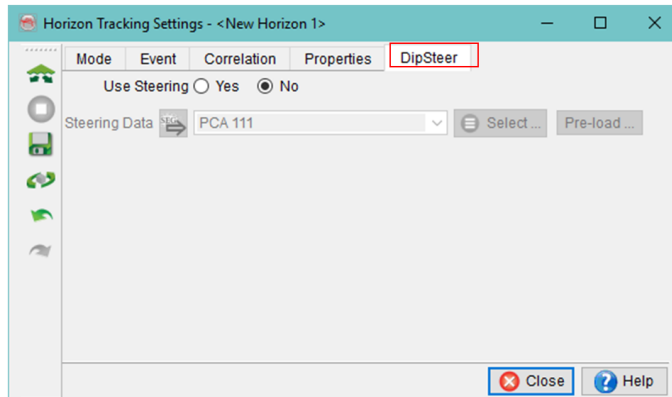 Horizon Tracking Settings - <New Horizon 1>
Mode Event Correlation Properties DipSteer
Use Steering Yes No
Steering Data SEG PCA 111 Select ... Pre-load ...
Close Help